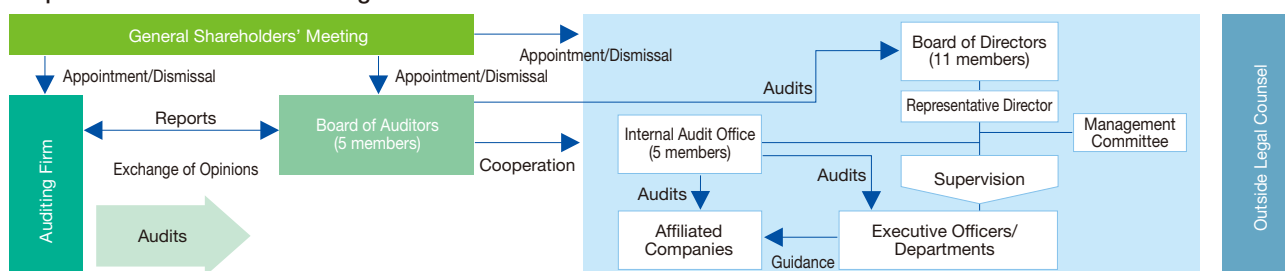 General Shareholders' Meeting
Appointment/Dismissal
Appointment/Dismissal
Appointment/Dismissal
Board of Directors
(11 members)
Audits
Representative Director
Auditing Firm
Reports
Board of Auditors
(5 members)
Exchange of Opinions
Cooperation
Internal Audit Office
(5 members)
Management
Committee
Audits
Supervision
Audits
Audits
Affiliated
Companies
Guidance
Executive Officers/
Departments
Outside Legal Counsel